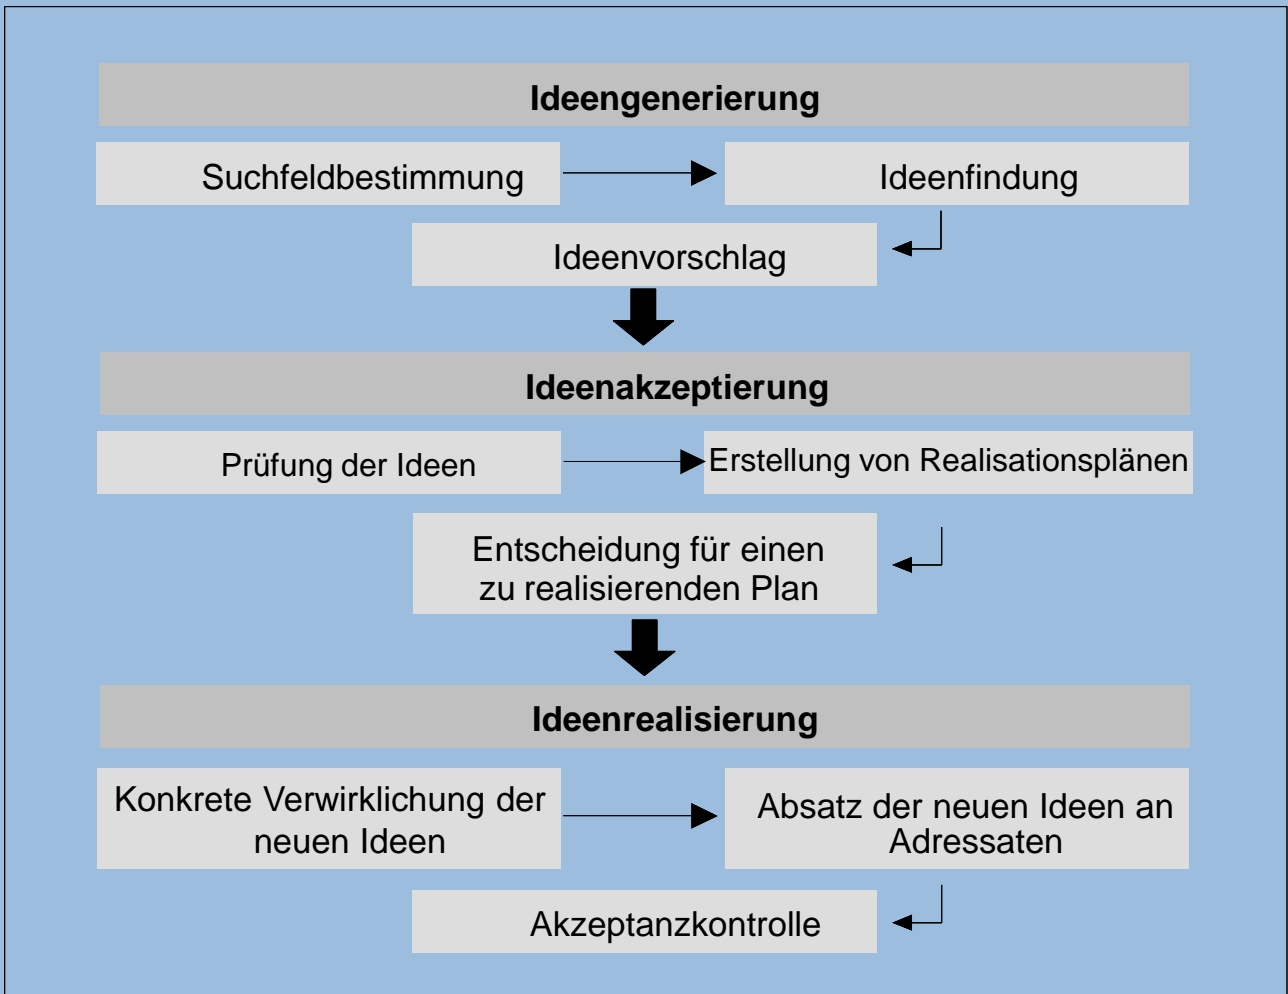 Ideengenerierung
Suchfeldbestimmung
Ideenfindung
Ideenvorschlag
Ideenakzeptierung
Prüfung der Ideen
Erstellung von Realisationsplänen
Entscheidung für einen
zu realisierenden Plan
Ideenrealisierung
Konkrete Verwirklichung der
neuen Ideen
Absatz der neuen Ideen an
Adressaten
Akzeptanzkontrolle